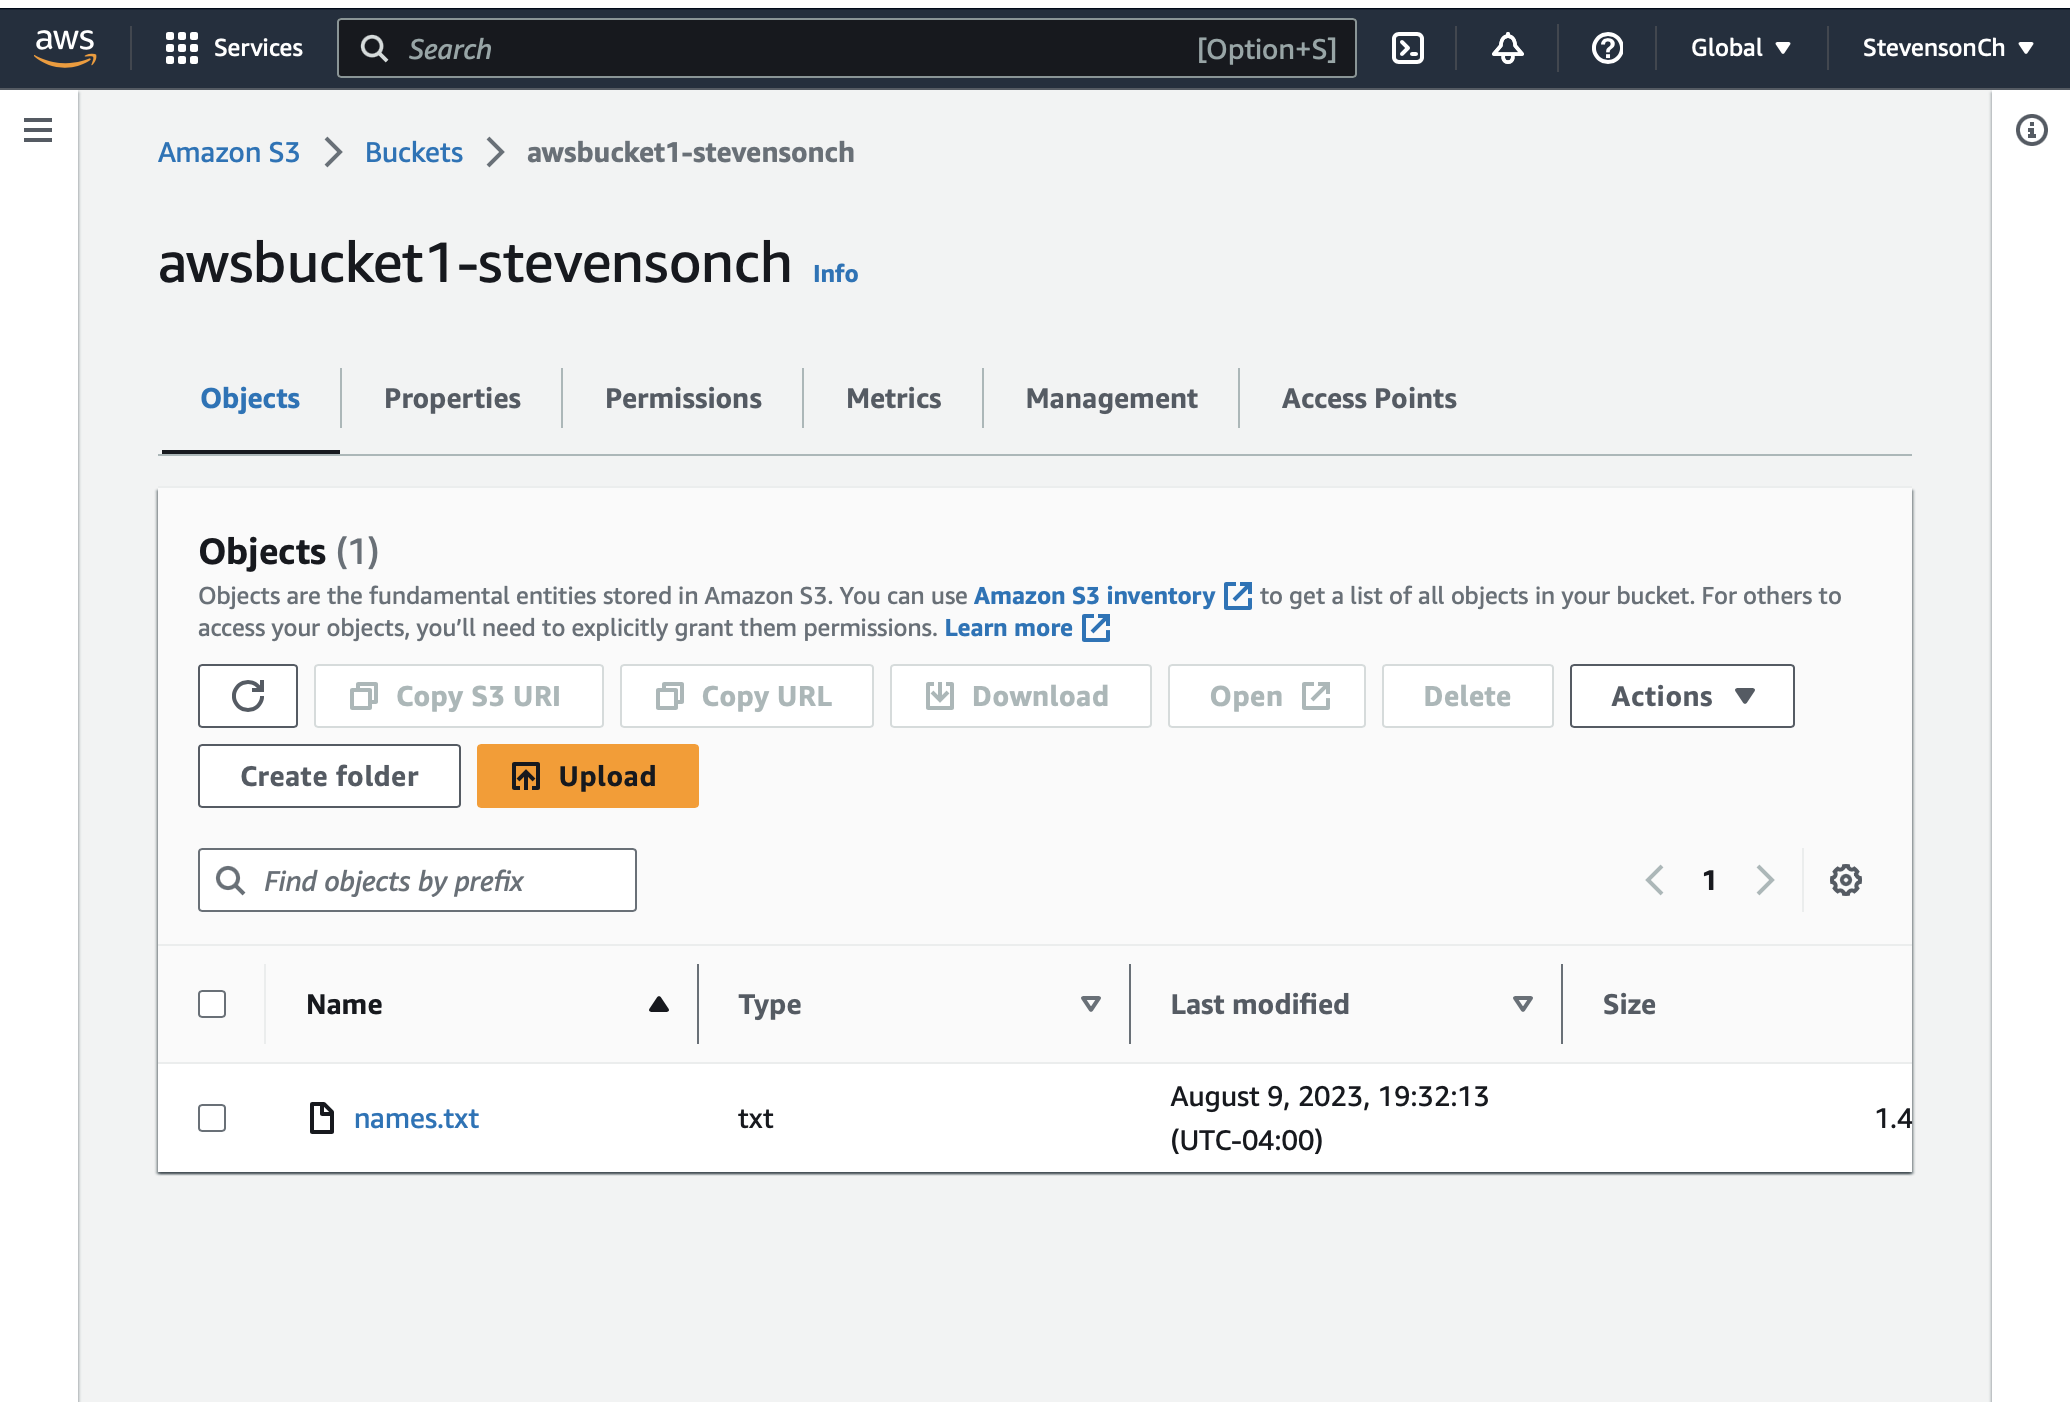 aws
Services
Search [Option+S]
Global
StevensonCh
Amazon S3 > Buckets > awsbucket1-stevensonch
awsbucket1-stevensonch Info
Objects
Properties
Permissions
Metrics
Management
Access Points
Objects (1)
Objects are the fundamental entities stored in Amazon S3. You can use Amazon S3 inventory to get a list of all objects in your bucket. For others to
access your objects, you'll need to explicitly grant them permissions. Learn more
Copy S3 URI
Copy URL
Download
Open
Delete
Actions
Create folder
Upload
Find objects by prefix
1
Name
Type
Last modified
Size
names.txt
txt
August 9, 2023, 19:32:13
(UTC-04:00)
1.4